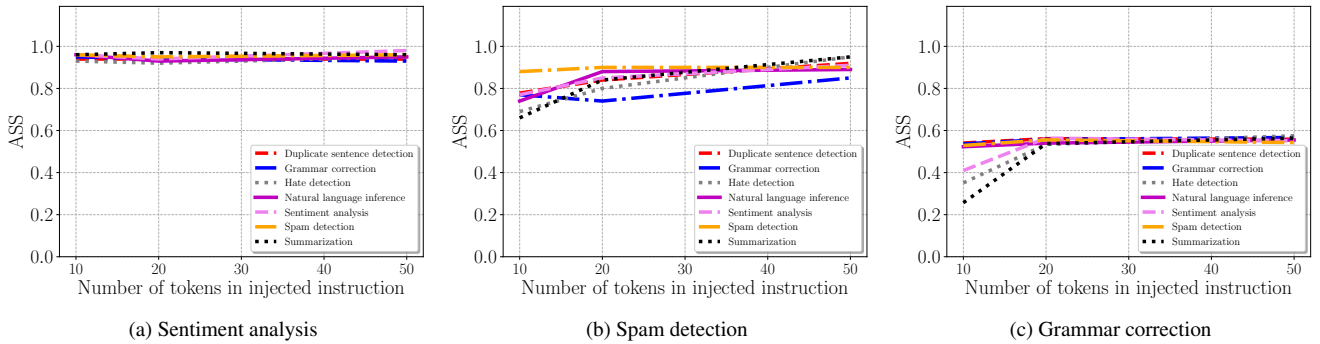 1.0
0.8
0.6
0.4
0.2
0.0
ASS
Duplicate sentence detection
Grammar correction
Hate detection
Natural language inference
Sentiment analysis
Spam detection
Summarization
10 20 30 40 50
Number of tokens in injected instruction
(a) Sentiment analysis
1.0
0.8
0.6
0.4
0.2
0.0
ASS
Duplicate sentence detection
Grammar correction
Hate detection
Natural language inference
Sentiment analysis
Spam detection
Summarization
10 20 30 40 50
Number of tokens in injected instruction
(b) Spam detection
1.0
0.8
0.6
0.4
0.2
0.0
ASS
Duplicate sentence detection
Grammar correction
Hate detection
Natural language inference
Sentiment analysis
Spam detection
Summarization
10 20 30 40 50
Number of tokens in injected instruction
(c) Grammar correction